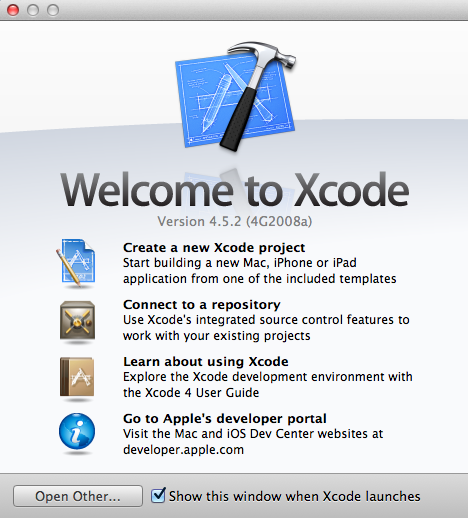 Welcome to Xcode
Version 4.5.2 (4G2008a)
Create a new Xcode project
Start building a new Mac, iPhone or iPad
application from one of the included templates
Connect to a repository
Use Xcode's integrated source control features to
work with your existing projects
Learn about using Xcode
Explore the Xcode development environment with
the Xcode 4 User Guide
Go to Apple's developer portal
Visit the Mac and iOS Dev Center websites at
developer.apple.com
Open Other... Show this window when Xcode launches